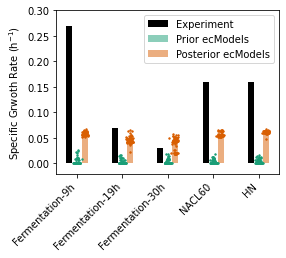 Specific Grwoth Rate (h⁻¹)
0.30
0.25
0.20
0.15
0.10
0.05
0.00
Experiment
Prior ecModels
Posterior ecModels
Fermentation-9h
Fermentation-19h
Fermentation-30h
NACL60
HN